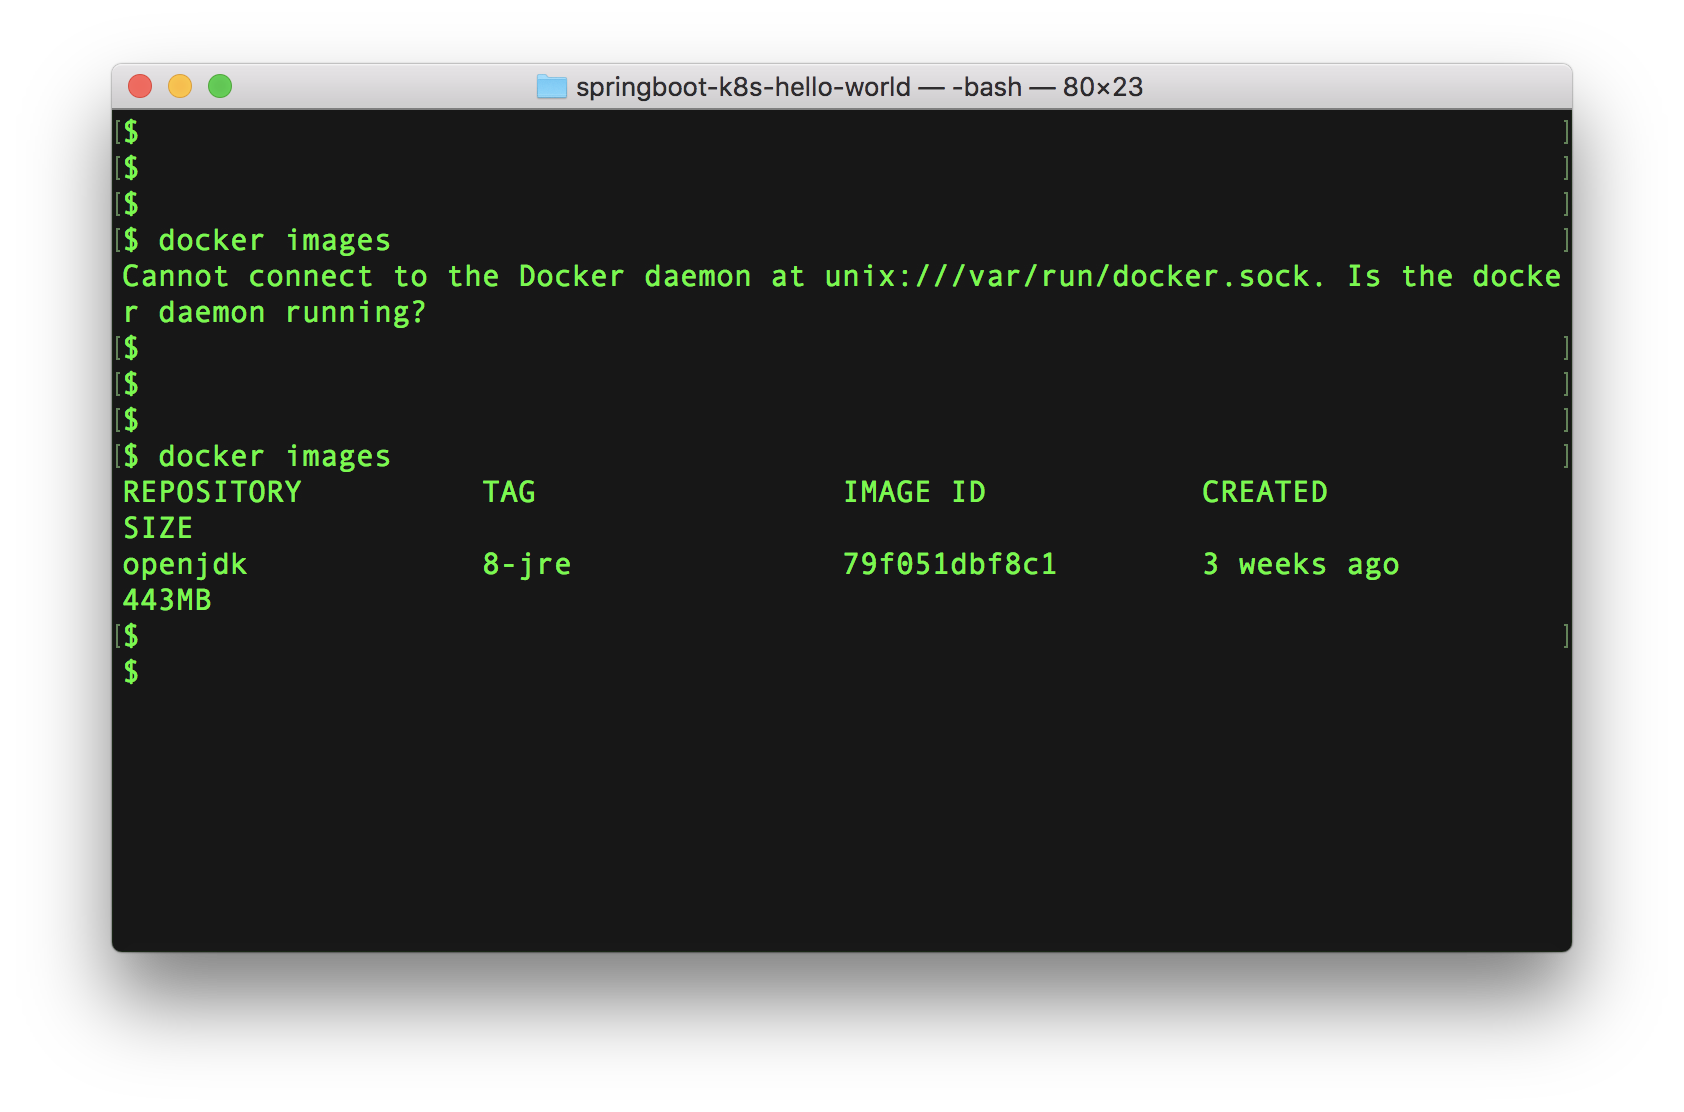 springboot-k8s-hello-world — -bash — 80×23
[$ ]
[$ ]
[$ ]
[$ docker images ]
Cannot connect to the Docker daemon at unix:///var/run/docker.sock. Is the docke
r daemon running?
[$ ]
[$ ]
[$ ]
[$ docker images ]
REPOSITORY          TAG                 IMAGE ID            CREATED
SIZE
openjdk             8-jre               79f051dbf8c1        3 weeks ago
443MB
[$ ]
$